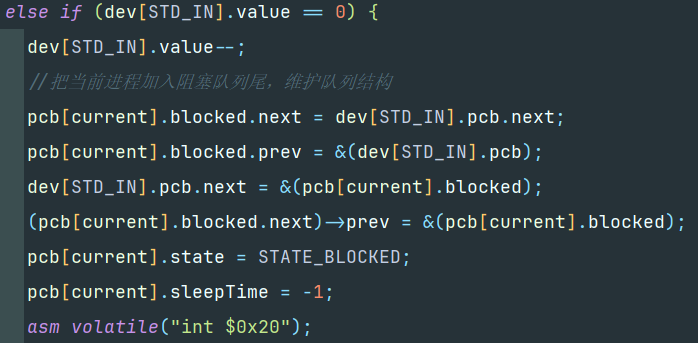 else if (dev[STD_IN].value == 0) {
dev[STD_IN].value--;
//把当前进程加入阻塞队列尾，维护队列结构
pcb[current].blocked.next = dev[STD_IN].pcb.next;
pcb[current].blocked.prev = &(dev[STD_IN].pcb);
dev[STD_IN].pcb.next = &(pcb[current].blocked);
(pcb[current].blocked.next)->prev = &(pcb[current].blocked);
pcb[current].state = STATE_BLOCKED;
pcb[current].sleepTime = -1;
asm volatile("int $0x20");